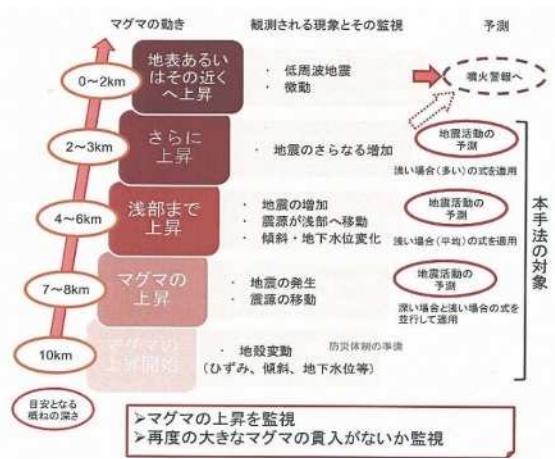 マグマの動き
観測される現象とその監視
予測
0～2km
地表あるい
はその近く
へ上昇
・ 低周波地震
・ 微動
噴火警報へ
2～3km
さらに
上昇
・ 地震のさらなる増加
地震活動の
予測
浅い場合(多い)の式を適用
4～6km
浅部まで
上昇
・ 地震の増加
・ 震源が浅部へ移動
・ 傾斜・地下水位変化
地震活動の
予測
浅い場合(平均)の式を適用
7～8km
マグマの
上昇
・ 地震の発生
・ 震源の移動
地震活動の
予測
深い場合と浅い場合の式を
並行して適用
本手法の対象
10km
マグマの
上昇開始
・ 地殻変動
(ひずみ、傾斜、地下水位等)
防災体制の準備
目安となる
概ねの深さ
➢マグマの上昇を監視
➢再度の大きなマグマの貫入がないか監視